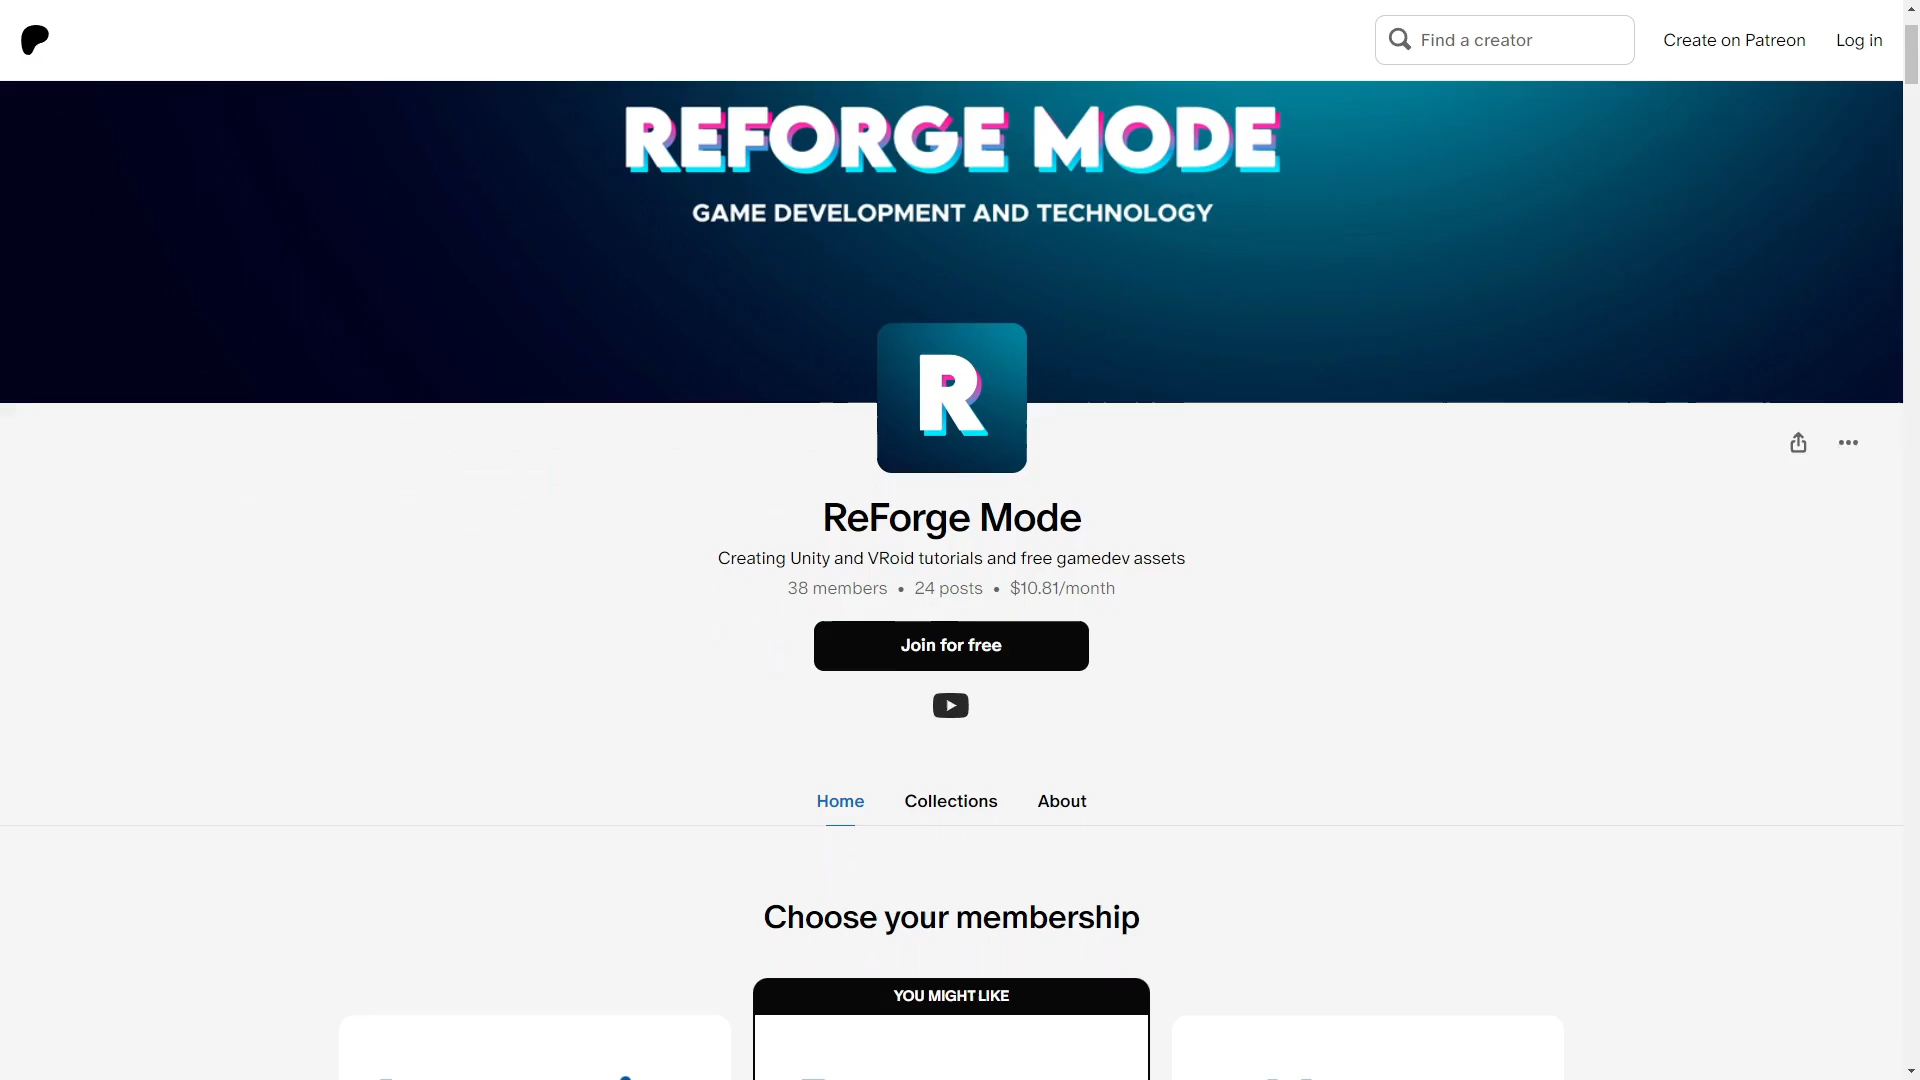 Find a creator
Create on Patreon
Log in
REFORGE MODE
GAME DEVELOPMENT AND TECHNOLOGY
R
ReForge Mode
Creating Unity and VRoid tutorials and free gamedev assets
38 members • 24 posts • $10.81/month
Join for free
Home
Collections
About
Choose your membership
YOU MIGHT LIKE